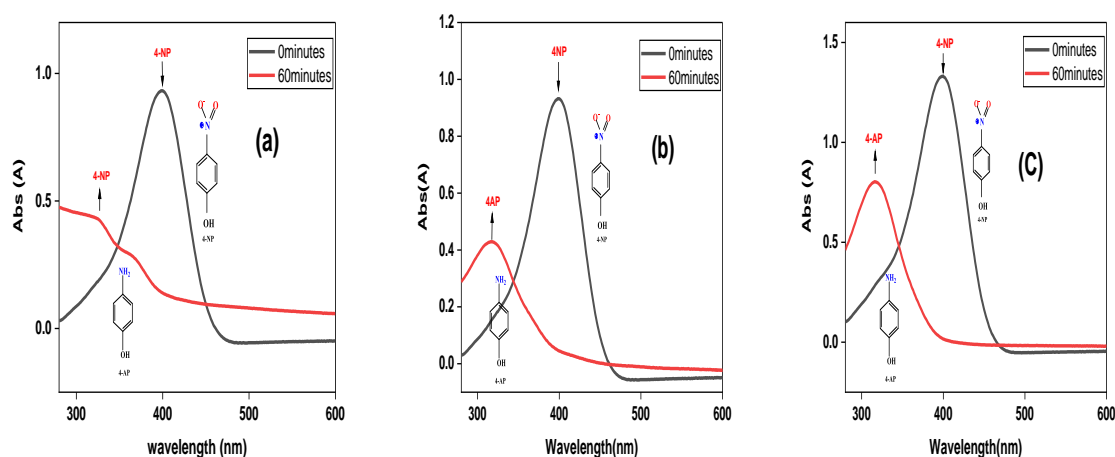 4-NP
0minutes
60minutes
O-
O
N
(a)
OH
4-NP
4-NP
NH2
OH
4-AP
1.0
0.5
0.0
Abs (A)
300
400
500
600
wavelength (nm)
4NP
0minutes
60minutes
O-
O
N
(b)
OH
4-NP
4AP
NH2
OH
4-AP
1.2
1.0
0.8
0.6
0.4
0.2
0.0
Abs(A)
300
400
500
600
Wavelength(nm)
4-NP
0minutes
60minutes
O-
O
N
(C)
OH
4-NP
4-AP
NH2
OH
4-AP
1.5
1.0
0.5
0.0
Abs (A)
300
400
500
600
Wavelength(nm)